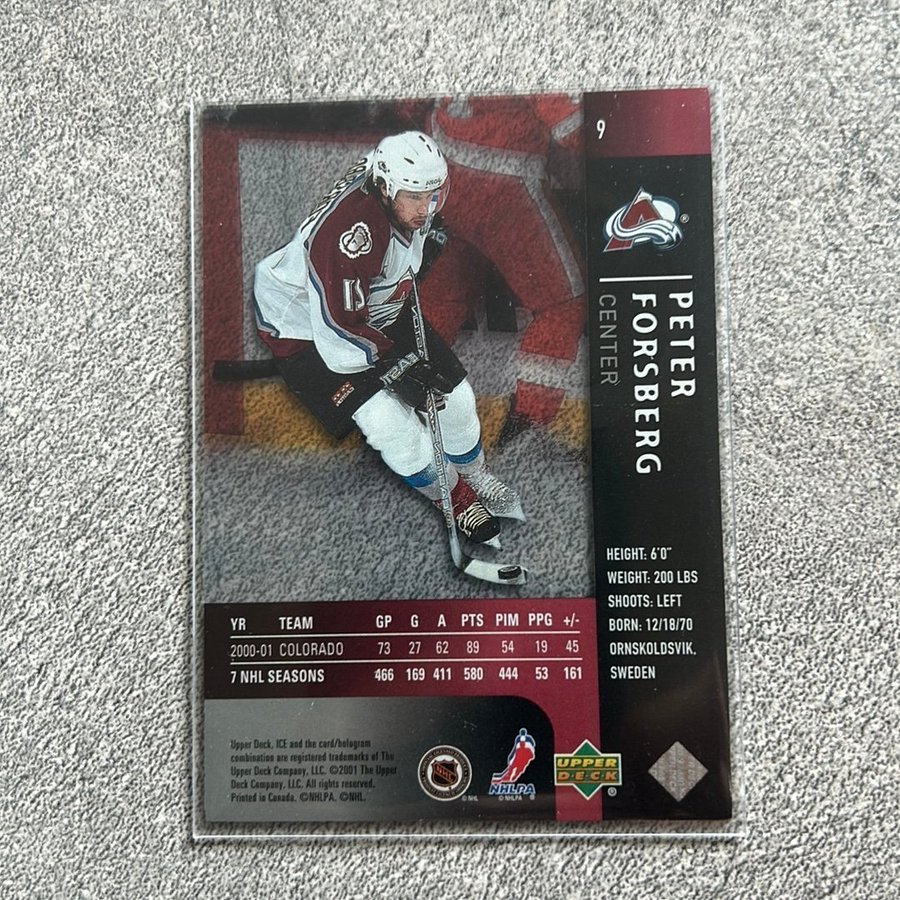 9
®
PETER
FORSBERG
CENTER
HEIGHT: 6'0"
WEIGHT: 200 LBS
SHOOTS: LEFT
BORN: 12/18/70
ORNSKOLDSVIK,
SWEDEN
YR TEAM GP G A PTS PIM PPG +/-
2000-01 COLORADO 73 27 62 89 54 19 45
7 NHL SEASONS 466 169 411 580 444 53 161
Upper Deck, ICE and the card/hologram
combination are registered trademarks of The
Upper Deck Company, LLC. ©2001 The Upper
Deck Company, LLC. All rights reserved.
Printed in Canada. ©NHLPA. ©NHL.
NHL
© NHL
NHLPA
© NHLPA
UPPER
DECK
®